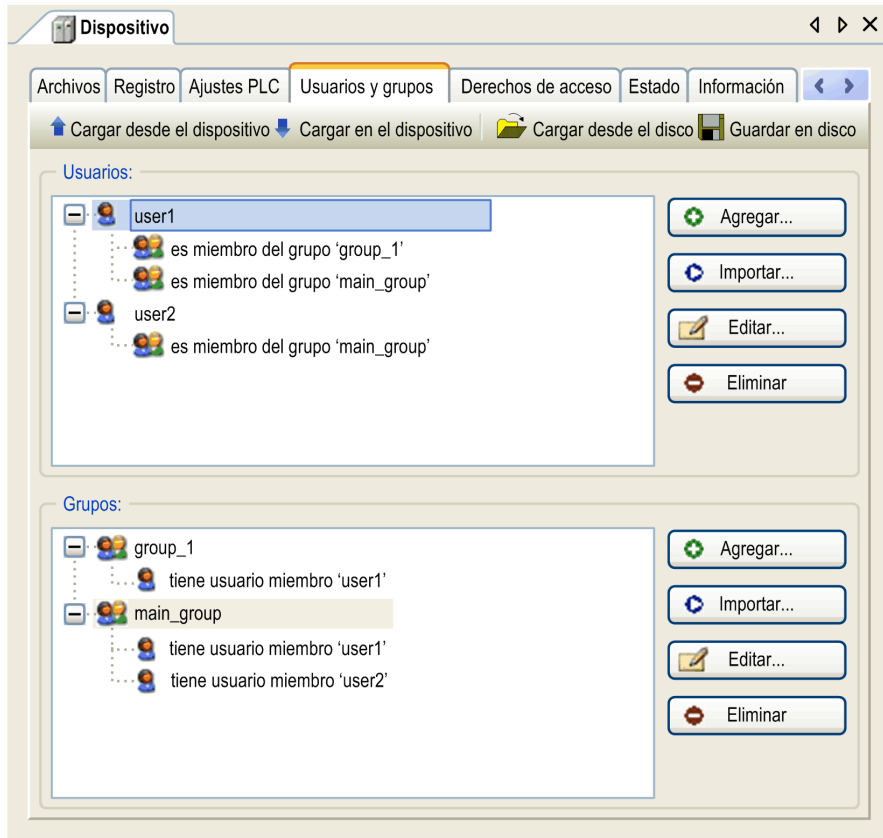 Dispositivo
Archivos Registro Ajustes PLC Usuarios y grupos Derechos de acceso Estado Información
Cargar desde el dispositivo Cargar en el dispositivo Cargar desde el disco Guardar en disco
Usuarios:
user1
es miembro del grupo ‘group_1’
es miembro del grupo ‘main_group’
user2
es miembro del grupo ‘main_group’
Agregar...
Importar...
Editar...
Eliminar
Grupos:
group_1
tiene usuario miembro ‘user1’
main_group
tiene usuario miembro ‘user1’
tiene usuario miembro ‘user2’
Agregar...
Importar...
Editar...
Eliminar